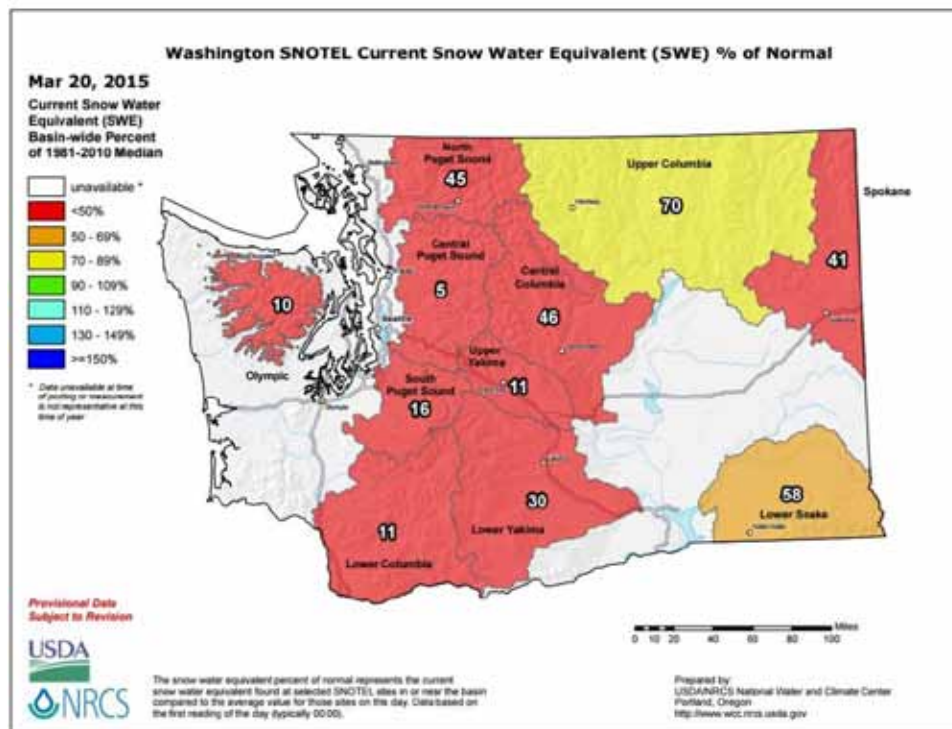 Washington SNOTEL Current Snow Water Equivalent (SWE) % of Normal
Mar 20, 2015
Current Snow Water
Equivalent (SWE)
Basin-wide Percent
of 1981-2010 Median
unavailable *
<50%
50 - 69%
70 - 89%
90 - 109%
110 - 129%
130 - 149%
>=150%
* Data unavailable at time
of posting or measurement
is not representative at this
time of year
North
Puget Sound
45
Upper Columbia
70
Spokane
41
Central
Puget Sound
5
Central
Columbia
46
10
Olympic
Seattle
Upper
Yakima
11
South
Puget Sound
16
30
Lower Yakima
11
Lower Columbia
58
Lower Snake
Provisional Data
Subject to Revision
USDA
NRCS
0 10 20 40 60 80 100
Miles
The snow water equivalent percent of normal represents the current
snow water equivalent found at selected SNOTEL sites in or near the basin
compared to the average value for those sites on this day. Data based on
the first reading of the day (typically 00:00).
Prepared by:
USDA/NRCS National Water and Climate Center
Portland, Oregon
http://www.wcc.nrcs.usda.gov